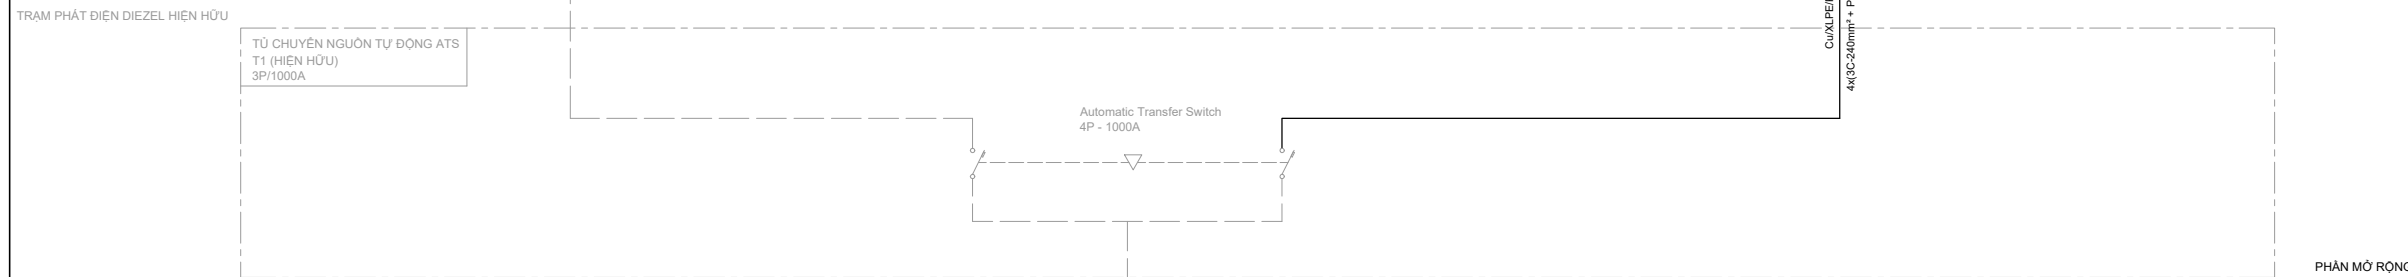 TRẠM PHÁT ĐIỆN DIEZEL HIỆN HỮU
TỦ CHUYỂN NGUỒN TỰ ĐỘNG ATS
T1 (HIỆN HỮU)
3P/1000A
Automatic Transfer Switch
4P - 1000A
Cu/XLPE/
4x(3C-240mm² + P
PHẦN MỞ RỘNG